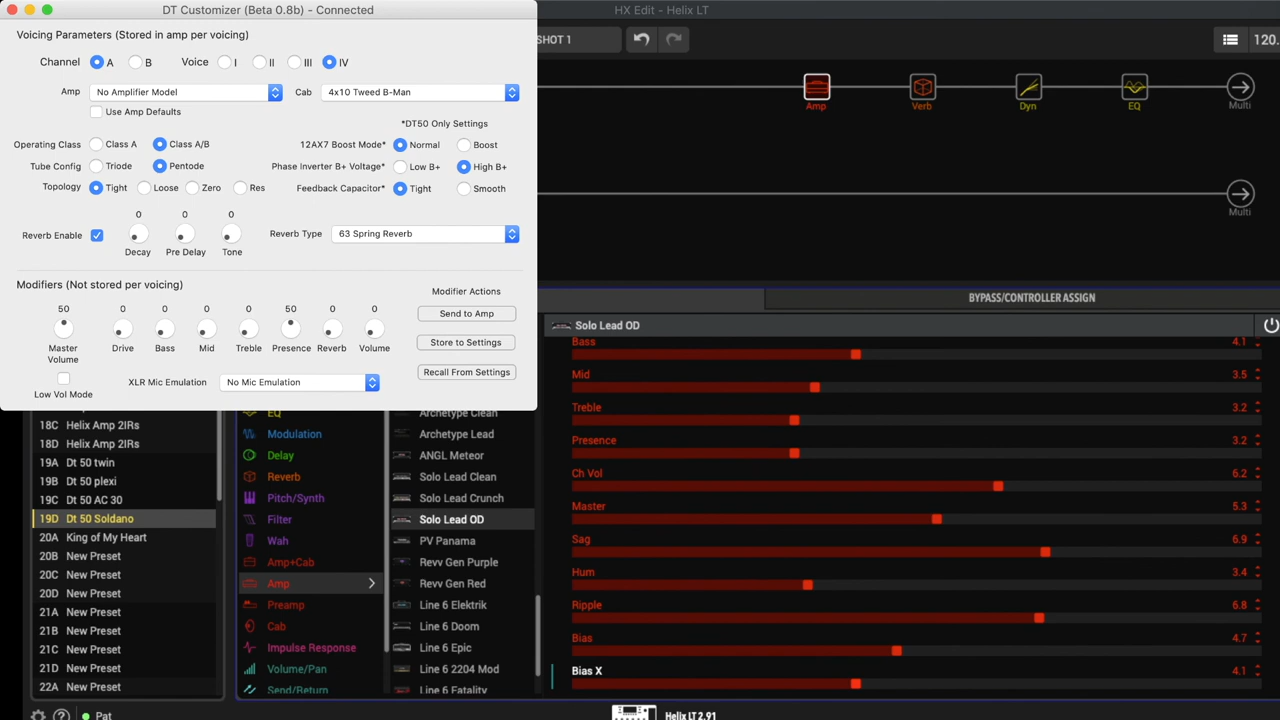 DT Customizer (Beta 0.8b) - Connected
HX Edit - Helix LT
Voicing Parameters (Stored in amp per voicing)
SHOT 1
120.
Channel A B Voice I II III IV
Amp No Amplifier Model Cab 4x10 Tweed B-Man
Use Amp Defaults
*DT50 Only Settings
Operating Class Class A Class A/B 12AX7 Boost Mode* Normal Boost
Tube Config Triode Pentode Phase inverter B+ Voltage* Low B+ High B+
Topology Tight Loose Zero Res Feedback Capacitor* Tight Smooth
0 0 0
Reverb Enable Reverb Type 63 Spring Reverb
Decay Pre Delay Tone
Modifiers (Not stored per voicing)
Modifier Actions
50 0 0 0 0 50 0 0
Send to Amp
Master Volume Drive Bass Mid Treble Presence Reverb Volume
Store to Settings
Recall From Settings
Low Vol Mode
XLR Mic Emulation No Mic Emulation
Amp Verb Dyn EQ Multi
Multi
BYPASS/CONTROLLER ASSIGN
Solo Lead OD
Bass 4.1
Mid 3.5
Treble 3.2
Presence 3.2
Ch Vol 6.2
Master 5.3
Sag 6.9
Hum 3.4
Ripple 6.8
Bias 4.7
Bias X 4.1
18C Helix Amp 2IRs
18D Helix Amp 2IRs
19A Dt 50 twin
19B Dt 50 plexi
19C Dt 50 AC 30
19D Dt 50 Soldano
20A King of My Heart
20B New Preset
20C New Preset
20D New Preset
21A New Preset
21B New Preset
21C New Preset
21D New Preset
22A New Preset
EQ
Modulation
Delay
Reverb
Pitch/Synth
Filter
Wah
Amp+Cab
Amp
Preamp
Cab
Impulse Response
Volume/Pan
Send/Return
Archetype Clean
Archetype Lead
ANGL Meteor
Solo Lead Clean
Solo Lead Crunch
Solo Lead OD
PV Panama
Revv Gen Purple
Revv Gen Red
Line 6 Elektrik
Line 6 Doom
Line 6 Epic
Line 6 2204 Mod
Line 6 Fatality
Pat
Helix LT 2.91